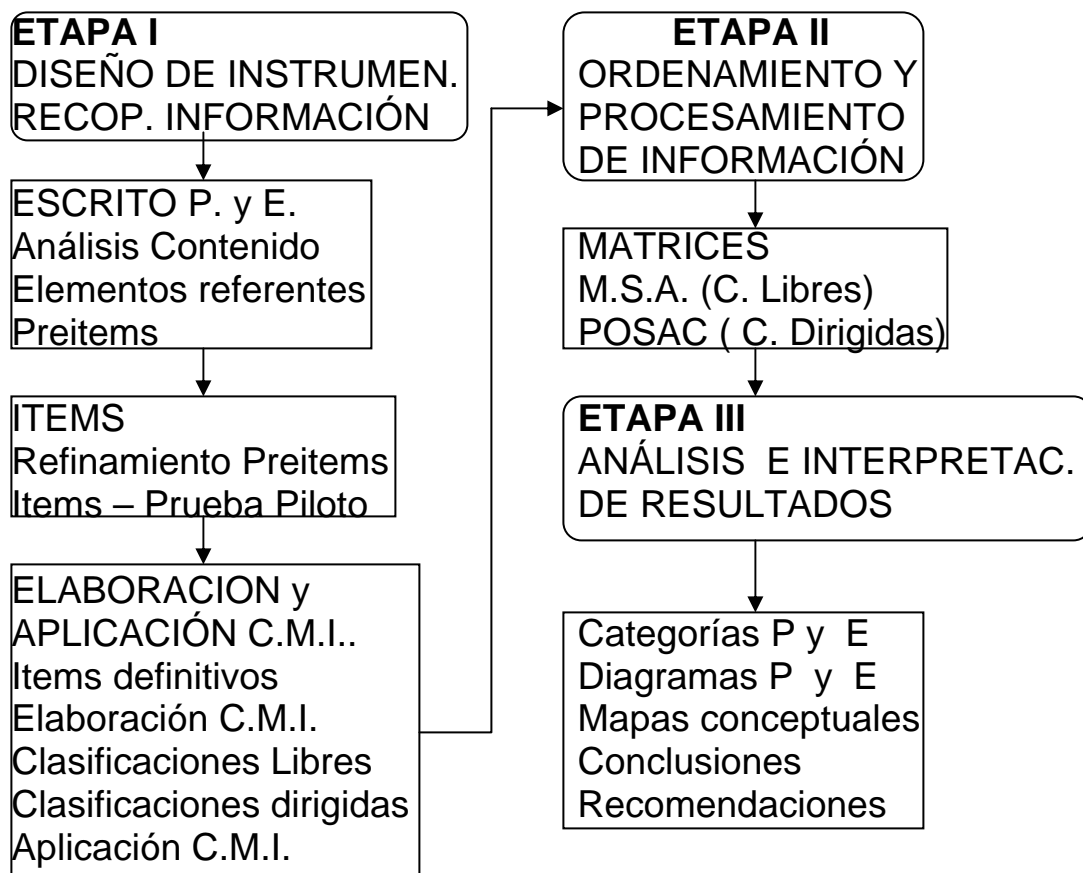 ETAPA I
DISEÑO DE INSTRUMEN.
RECOP. INFORMACIÓN
ESCRITO P. y E.
Análisis Contenido
Elementos referentes
Preitems
ITEMS
Refinamiento Preitems
Items – Prueba Piloto
ELABORACION y
APLICACIÓN C.M.I..
Items definitivos
Elaboración C.M.I.
Clasificaciones Libres
Clasificaciones dirigidas
Aplicación C.M.I.
ETAPA II
ORDENAMIENTO Y
PROCESAMIENTO
DE INFORMACIÓN
MATRICES
M.S.A. (C. Libres)
POSAC ( C. Dirigidas)
ETAPA III
ANÁLISIS E INTERPRETAC.
DE RESULTADOS
Categorías P y E
Diagramas P y E
Mapas conceptuales
Conclusiones
Recomendaciones